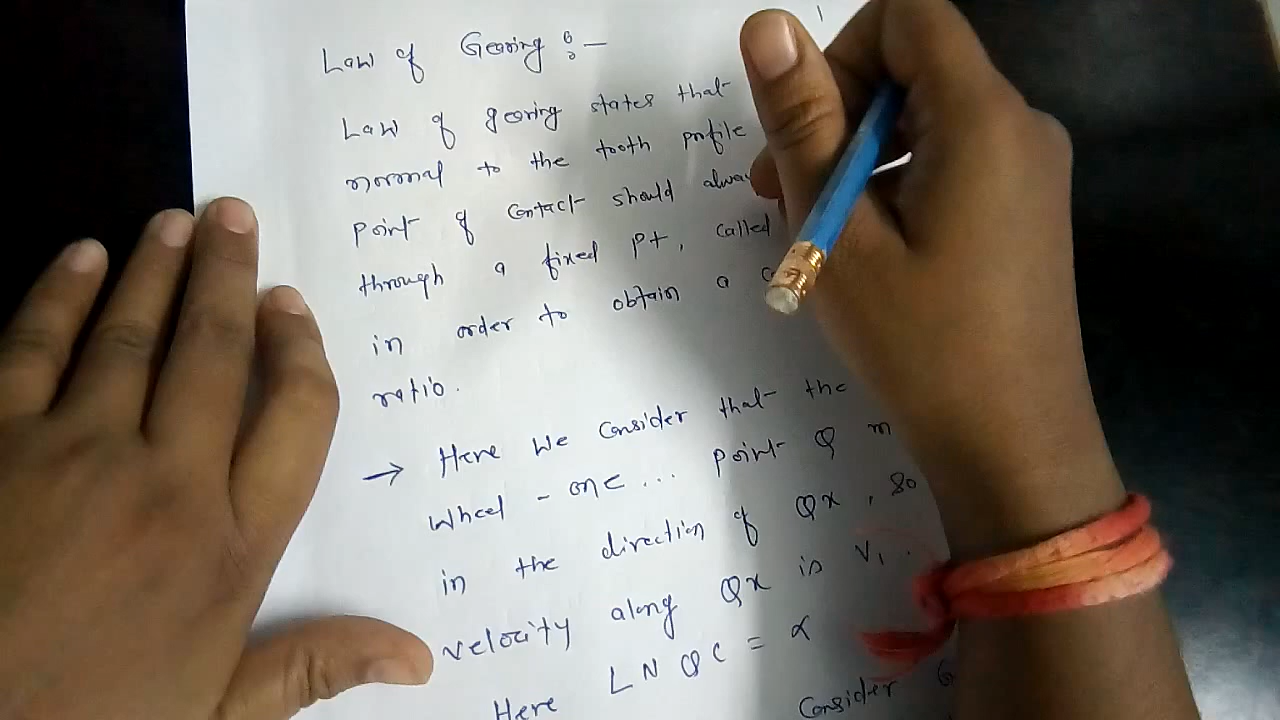 Law of Gearing :-
Law of gearing states that
normal to the tooth profile
point of contact should alway
through a fixed pt, called
in order to obtain a
ratio.
→ Here we consider that the
wheel - one ... point Q m
in the direction of Qx, so
velocity along Qx is V₁ ..
Here ∠NQC = α
Consider